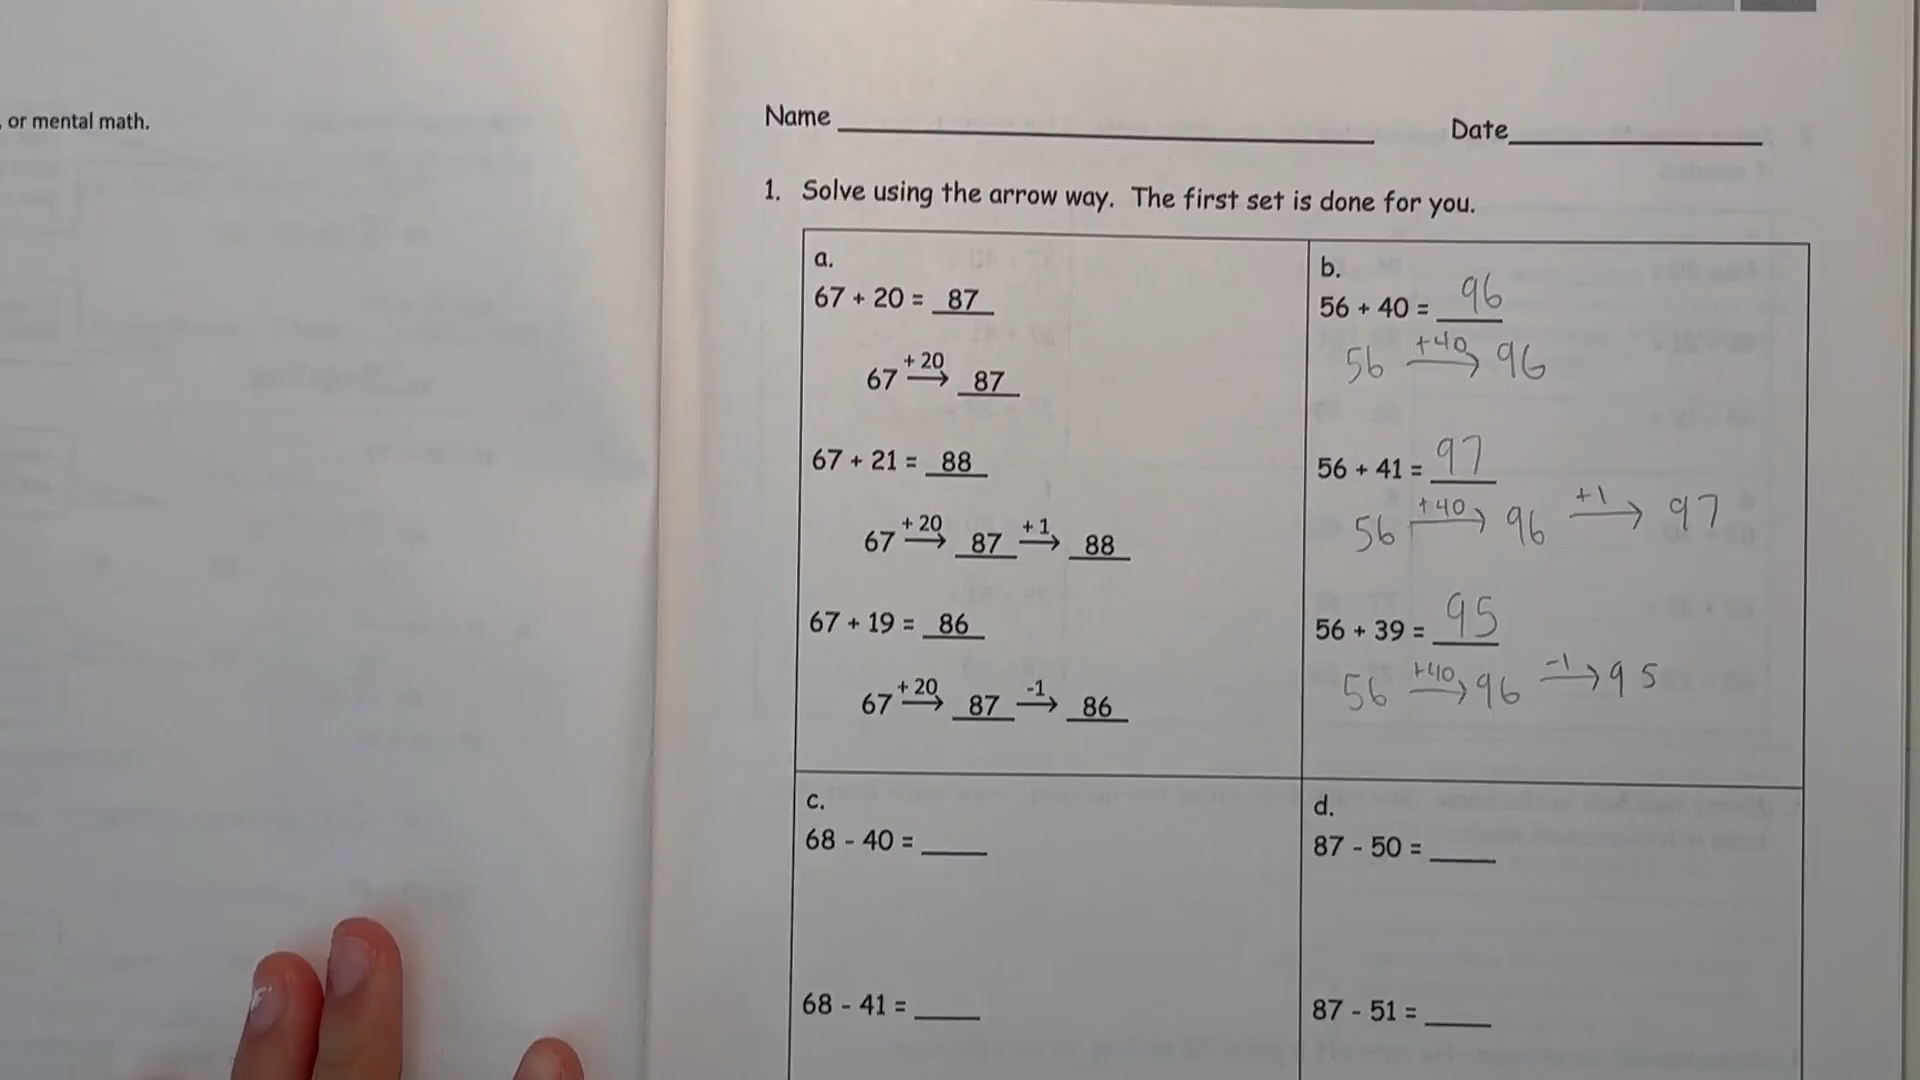 , or mental math.
Name
Date
1. Solve using the arrow way. The first set is done for you.
a.
67 + 20 = 87
+ 20
67 → 87
67 + 21 = 88
+ 20 +1
67 → 87 → 88
67 + 19 = 86
+ 20 -1
67 → 87 → 86
b.
56 + 40 = 96
+40
56 → 96
56 + 41 = 97
+40 +1
56 → 96 → 97
56 + 39 = 95
+40 -1
56 → 96 → 95
c.
68 - 40 =
68 - 41 =
d.
87 - 50 =
87 - 51 =